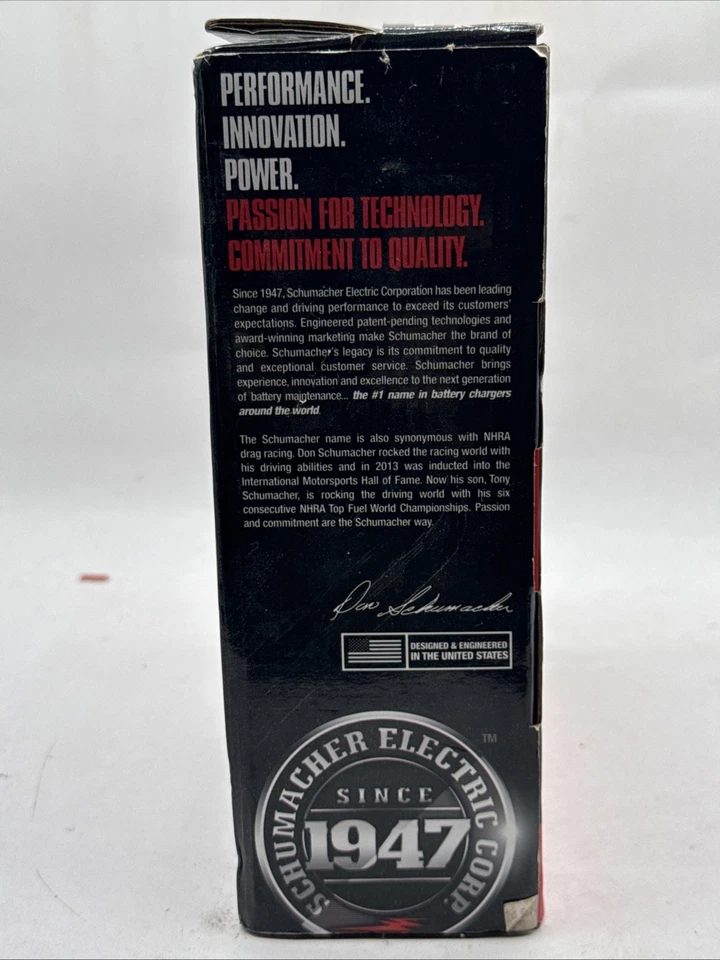 PERFORMANCE.
INNOVATION.
POWER.
PASSION FOR TECHNOLOGY.
COMMITMENT TO QUALITY.
Since 1947, Schumacher Electric Corporation has been leading
change and driving performance to exceed its customers'
expectations. Engineered patent-pending technologies and
award-winning marketing make Schumacher the brand of
choice. Schumacher's legacy is its commitment to quality
and exceptional customer service. Schumacher brings
experience, innovation and excellence to the next generation
of battery maintenance... the #1 name in battery chargers
around the world.
The Schumacher name is also synonymous with NHRA
drag racing. Don Schumacher rocked the racing world with
his driving abilities and in 2013 was inducted into the
International Motorsports Hall of Fame. Now his son, Tony
Schumacher, is rocking the driving world with his six
consecutive NHRA Top Fuel World Championships. Passion
and commitment are the Schumacher way.
Don Schumacher
DESIGNED & ENGINEERED
IN THE UNITED STATES
SCHUMACHER ELECTRIC CORP.
TM
SINCE
1947